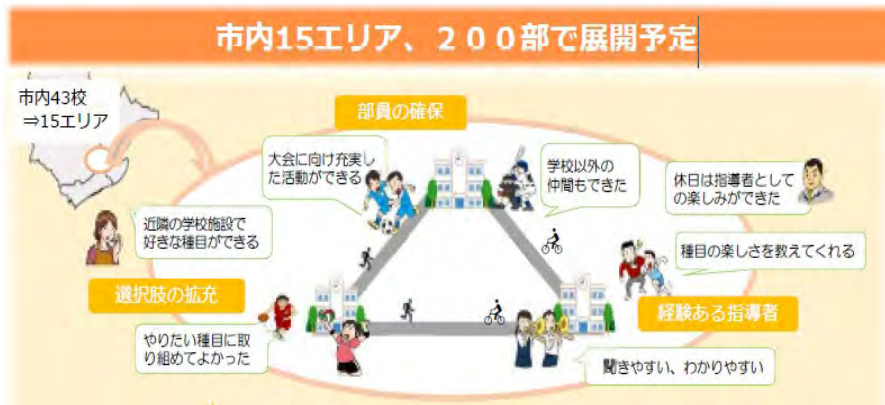 市内15エリア、２００部で展開予定
市内43校
⇒15エリア
部員の確保
大会に向け充実し
た活動ができる
学校以外の
仲間もできた
休日は指導者として
の楽しみができた
近隣の学校施設で
好きな種目ができる
種目の楽しさを教えてくれる
選択肢の拡充
経験ある指導者
やりたい種目に取
り組めてよかった
聞きやすい、わかりやすい